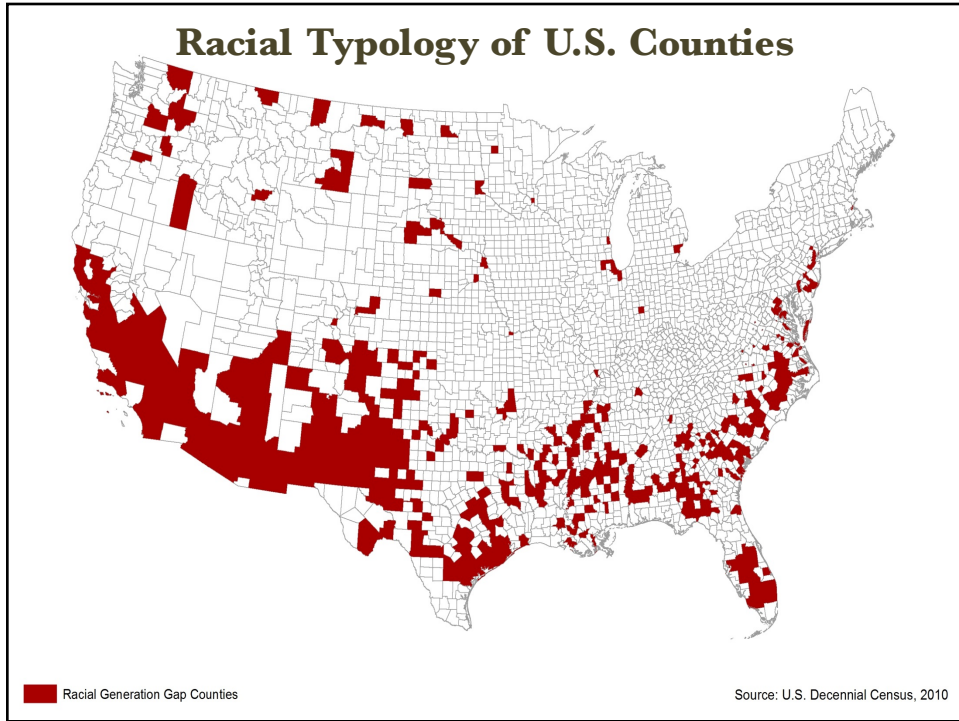 Racial Typology of U.S. Counties
Racial Generation Gap Counties
Source: U.S. Decennial Census, 2010